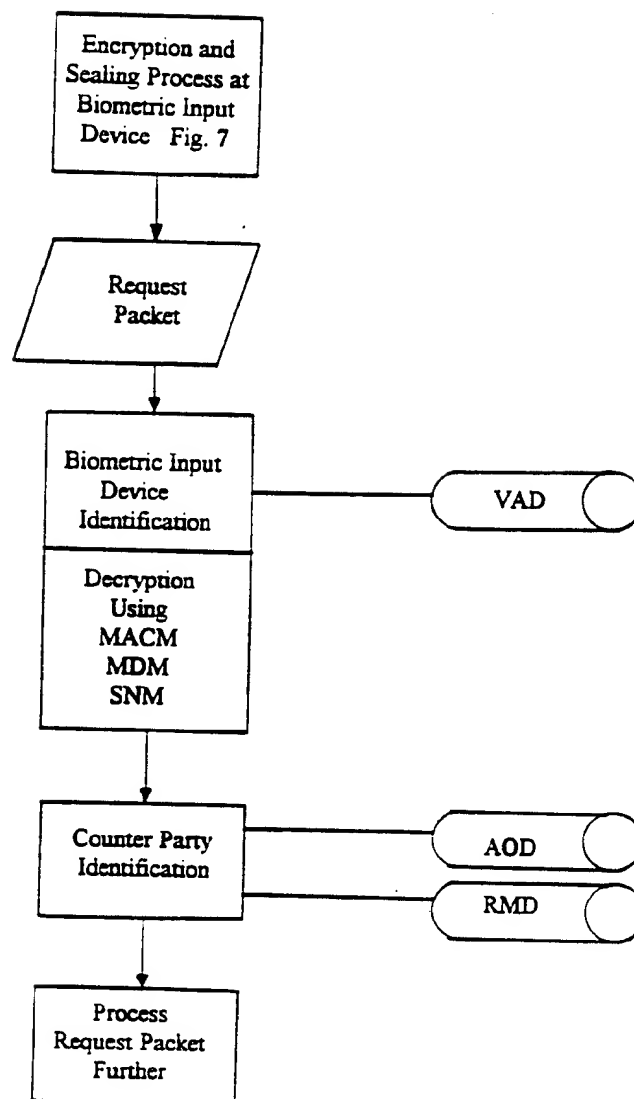 Encryption and
Sealing Process at
Biometric Input
Device Fig. 7
Request
Packet
Biometric Input
Device
Identification
VAD
Decryption
Using
MACM
MDM
SNM
Counter Party
Identification
AOD
RMD
Process
Request Packet
Further